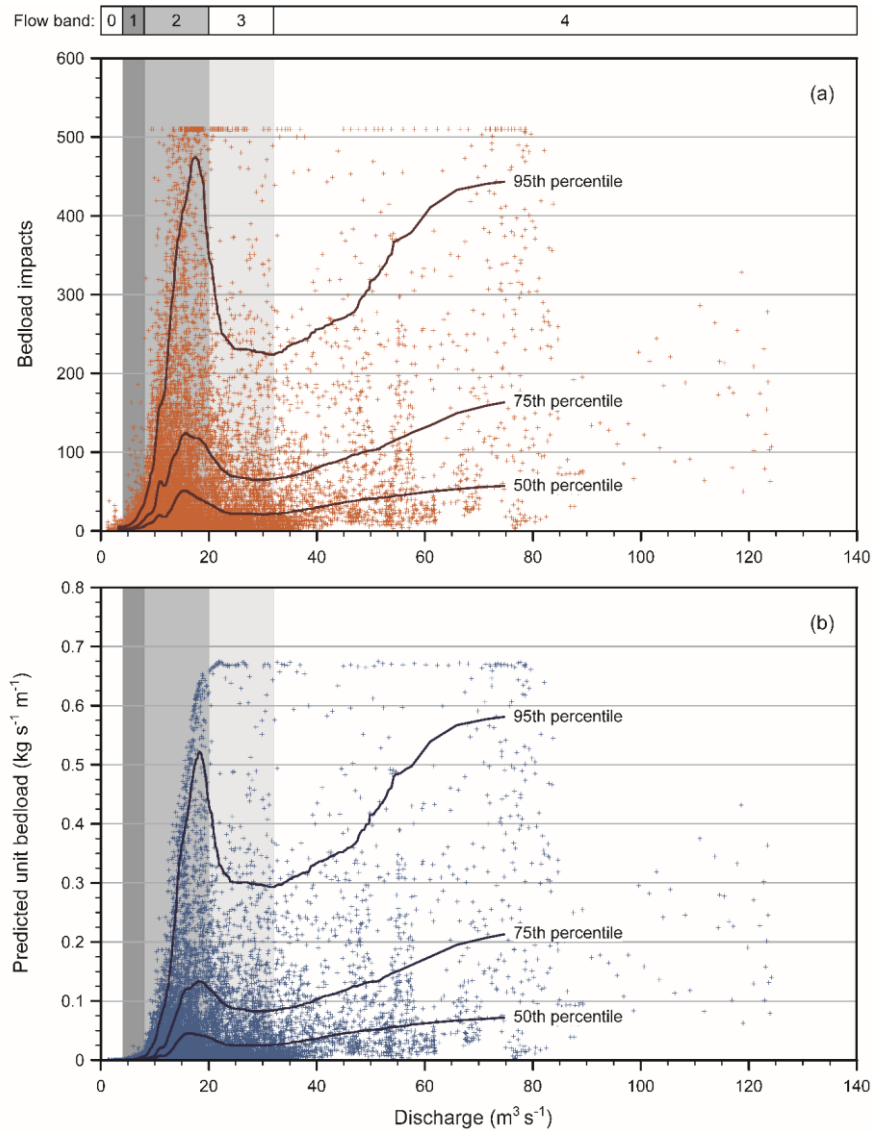 Flow band: 0 1 2 3 4
(a)
600
500
400
300
200
100
0
Bedload impacts
95th percentile
75th percentile
50th percentile
0 20 40 60 80 100 120 140
(b)
0.8
0.7
0.6
0.5
0.4
0.3
0.2
0.1
0
Predicted unit bedload (kg s⁻¹ m⁻¹)
95th percentile
75th percentile
50th percentile
0 20 40 60 80 100 120 140
Discharge (m³ s⁻¹)